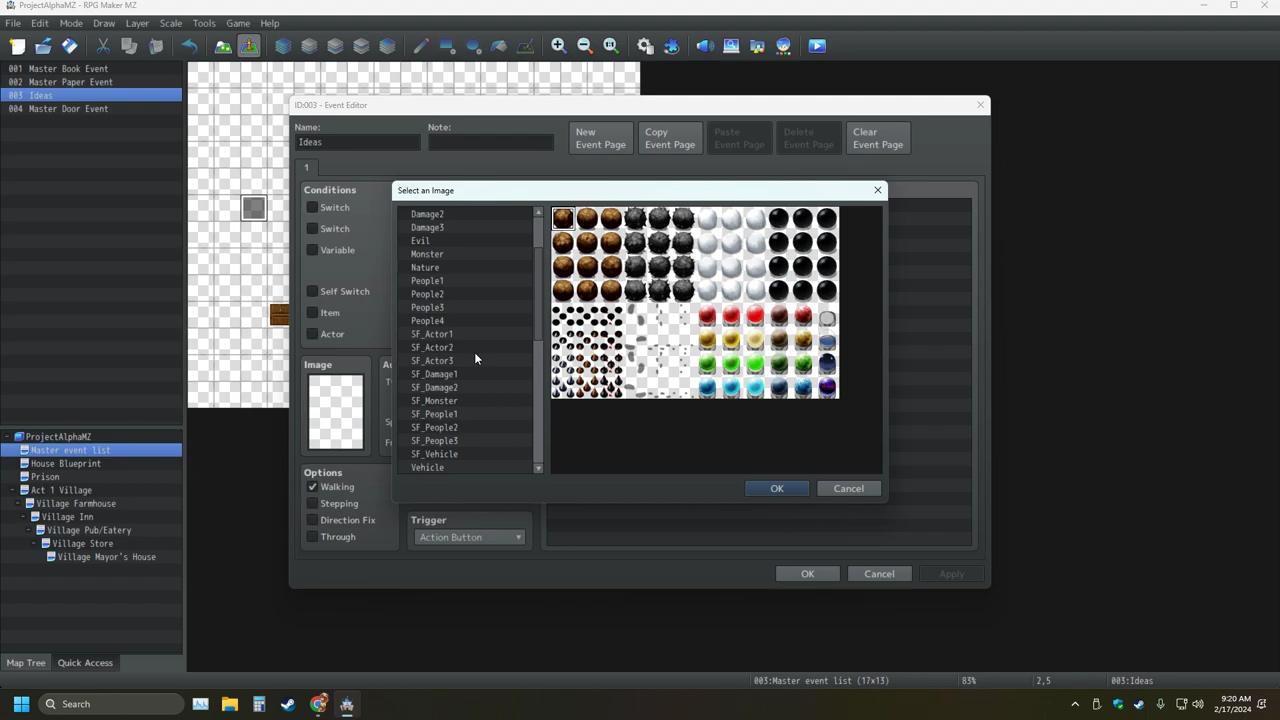 ProjectAlphaMZ - RPG Maker MZ
File Edit Mode Draw Layer Scale Tools Game Help
001 Master Book Event
002 Master Paper Event
003 Ideas
004 Master Door Event
ID:003 - Event Editor
Name:
Note:
Ideas
New
Event Page
Copy
Event Page
Paste
Event Page
Delete
Event Page
Clear
Event Page
1
Conditions
Switch
Switch
Variable
Self Switch
Item
Actor
Image
Options
Walking
Stepping
Direction Fix
Through
Trigger
Action Button
Select an Image
Damage2
Damage3
Evil
Monster
Nature
People1
People2
People3
People4
SF_Actor1
SF_Actor2
SF_Actor3
SF_Damage1
SF_Damage2
SF_Monster
SF_People1
SF_People2
SF_People3
SF_Vehicle
Vehicle
OK
Cancel
OK
Cancel
Apply
ProjectAlphaMZ
Master event list
House Blueprint
Prison
Act 1 Village
Village Farmhouse
Village Inn
Village Pub/Eatery
Village Store
Village Mayor's House
Map Tree
Quick Access
003:Master event list (17x13)
83%
2,5
003:Ideas
Search
9:20 AM
2/17/2024